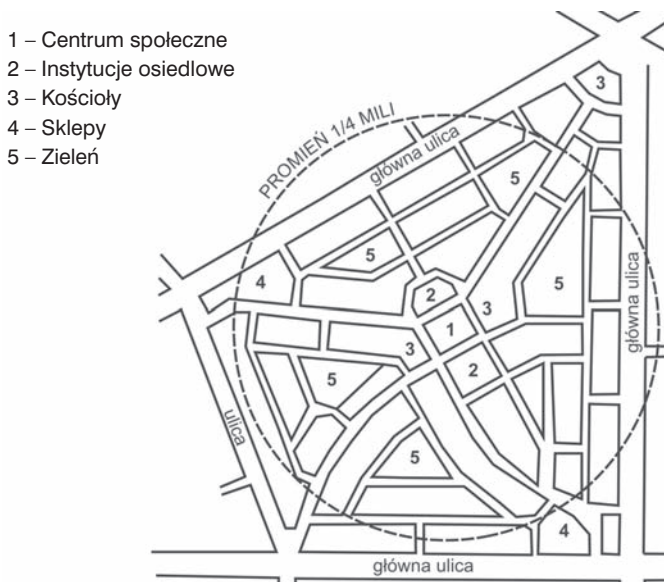 1 – Centrum społeczne
2 – Instytucje osiedlowe
3 – Kościoły
4 – Sklepy
5 – Zieleń
PROMIEŃ 1/4 MILI
główna ulica
3
5
5
4
2
3
5
1
główna ulica
3
2
5
ulica
5
4
główna ulica